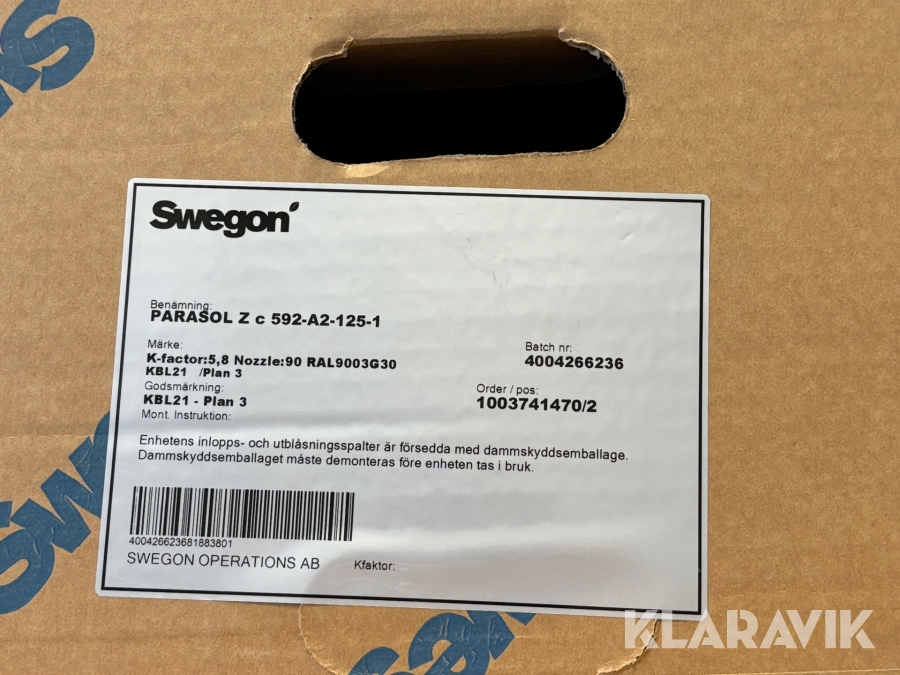 Swegon
Benämning:
PARASOL Z c 592-A2-125-1
Märke:
K-factor:5,8 Nozzle:90 RAL9003G30
KBL21 /Plan 3
Batch nr:
4004266236
Godsmärkning:
KBL21 - Plan 3
Order / pos:
1003741470/2
Mont. Instruktion:
Enhetens inlopps- och utblåsningsspalter är försedda med dammskyddsemballage.
Dammskyddsemballaget måste demonteras före enheten tas i bruk.
400426623681883801
SWEGON OPERATIONS AB
Kfaktor:
KLARAVIK